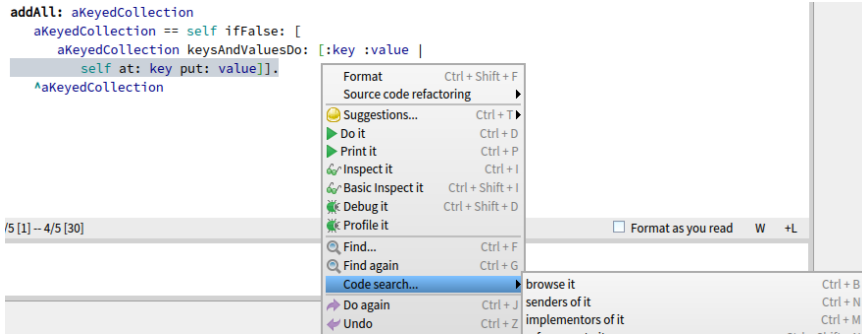 addAll: aKeyedCollection
aKeyedCollection == self ifFalse: [
aKeyedCollection keysAndValuesDo: [:key :value |
self at: key put: value]].
^aKeyedCollection
Format Ctrl + Shift + F
Source code refactoring
Suggestions... Ctrl + T
Do it Ctrl + D
Print it Ctrl + P
Inspect it Ctrl + I
Basic Inspect it Ctrl + Shift + I
Debug it Ctrl + Shift + D
Profile it
/5 [1] -- 4/5 [30] Format as you read W +L
Find... Ctrl + F
Find again Ctrl + G
Code search...
browse it Ctrl + B
senders of it Ctrl + N
Do again Ctrl + J
implementors of it Ctrl + M
Undo Ctrl + Z